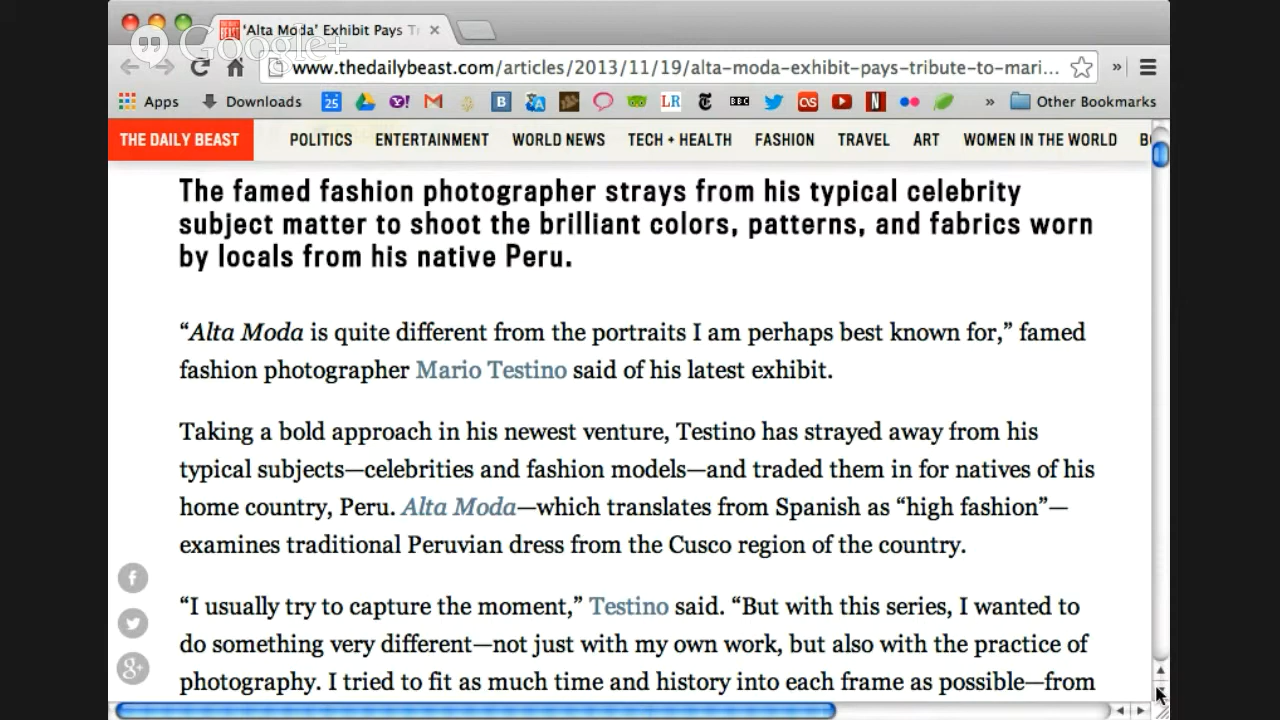 'Alta Moda' Exhibit Pays Tr
Google+
www.thedailybeast.com/articles/2013/11/19/alta-moda-exhibit-pays-tribute-to-mari...
Apps Downloads 25 Y! B LR BBC os N Other Bookmarks
THE DAILY BEAST POLITICS ENTERTAINMENT WORLD NEWS TECH + HEALTH FASHION TRAVEL ART WOMEN IN THE WORLD
The famed fashion photographer strays from his typical celebrity
subject matter to shoot the brilliant colors, patterns, and fabrics worn
by locals from his native Peru.
“Alta Moda is quite different from the portraits I am perhaps best known for,” famed
fashion photographer Mario Testino said of his latest exhibit.
Taking a bold approach in his newest venture, Testino has strayed away from his
typical subjects—celebrities and fashion models—and traded them in for natives of his
home country, Peru. Alta Moda—which translates from Spanish as “high fashion”—
examines traditional Peruvian dress from the Cusco region of the country.
“I usually try to capture the moment,” Testino said. “But with this series, I wanted to
do something very different—not just with my own work, but also with the practice of
photography. I tried to fit as much time and history into each frame as possible—from